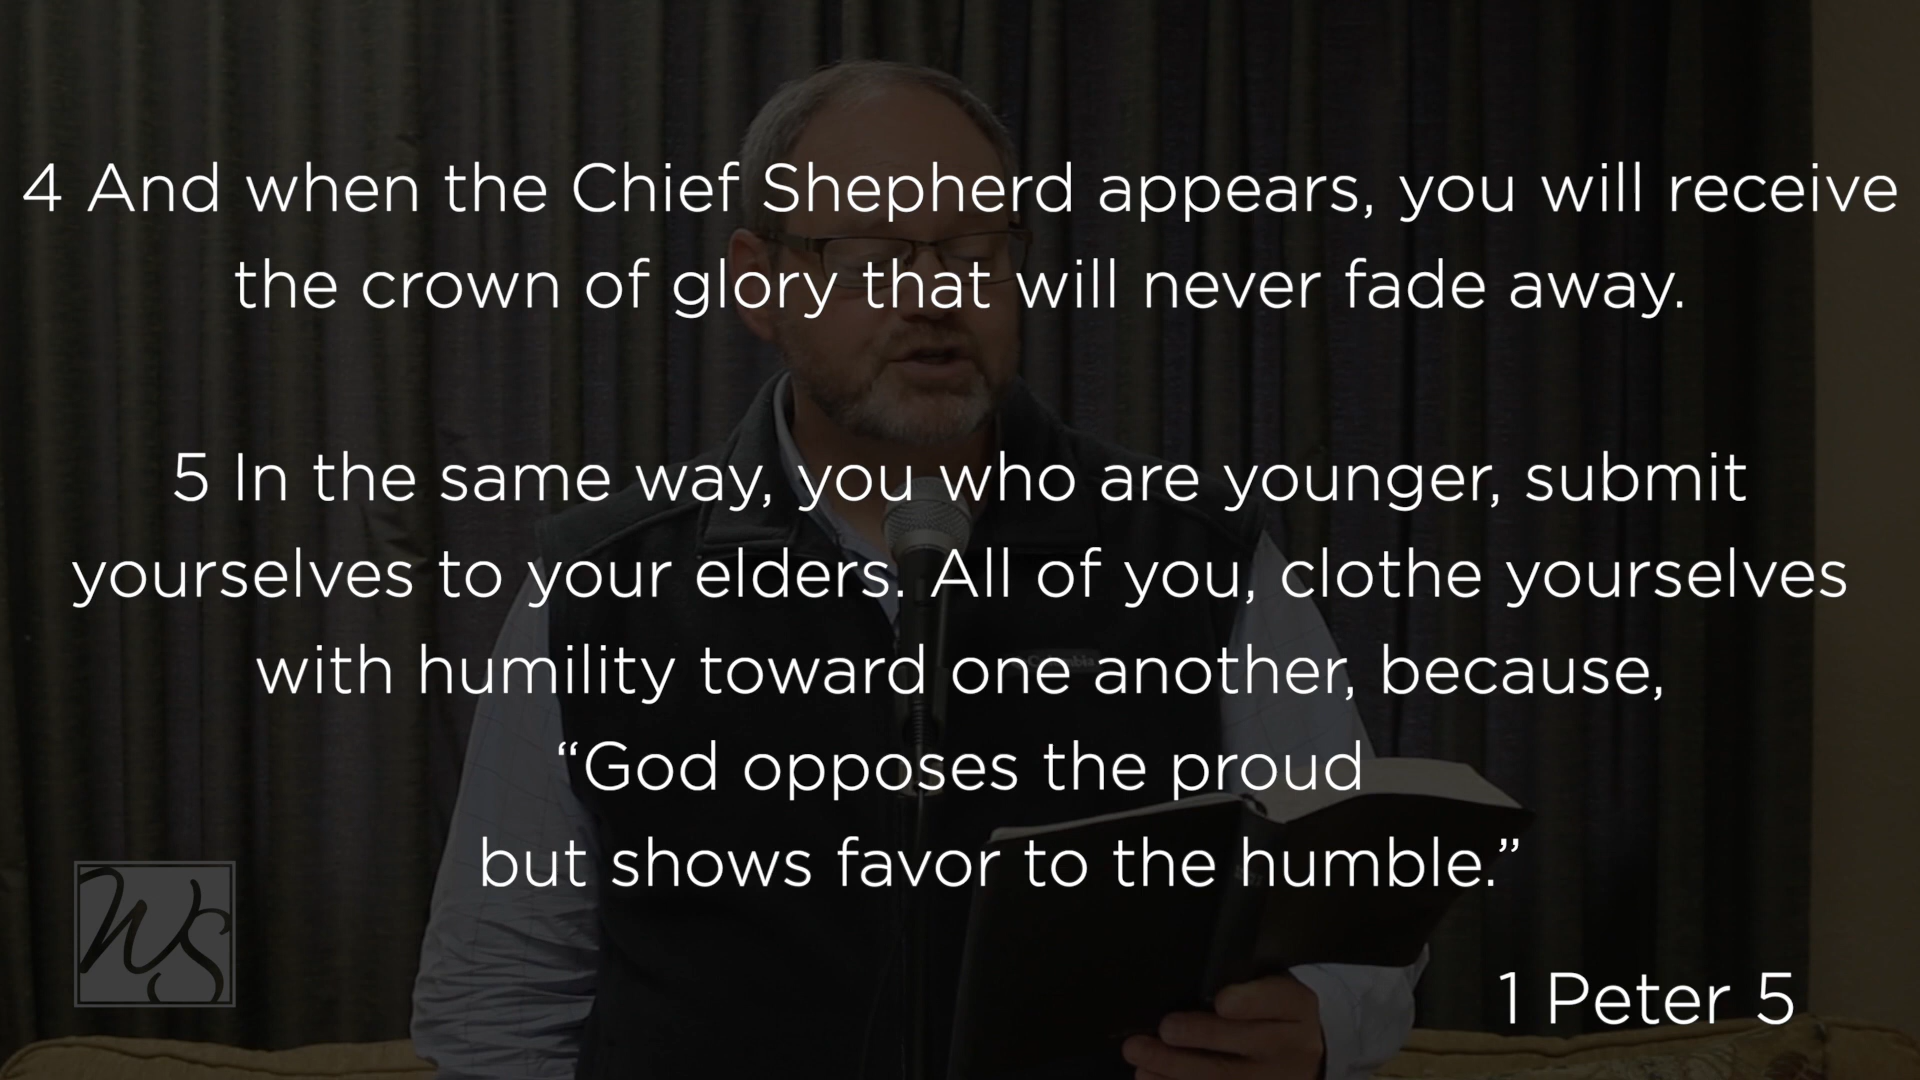 4 And when the Chief Shepherd appears, you will receive
the crown of glory that will never fade away.
5 In the same way, you who are younger, submit
yourselves to your elders. All of you, clothe yourselves
with humility toward one another, because,
“God opposes the proud
but shows favor to the humble.”
Columbia
WS
1 Peter 5